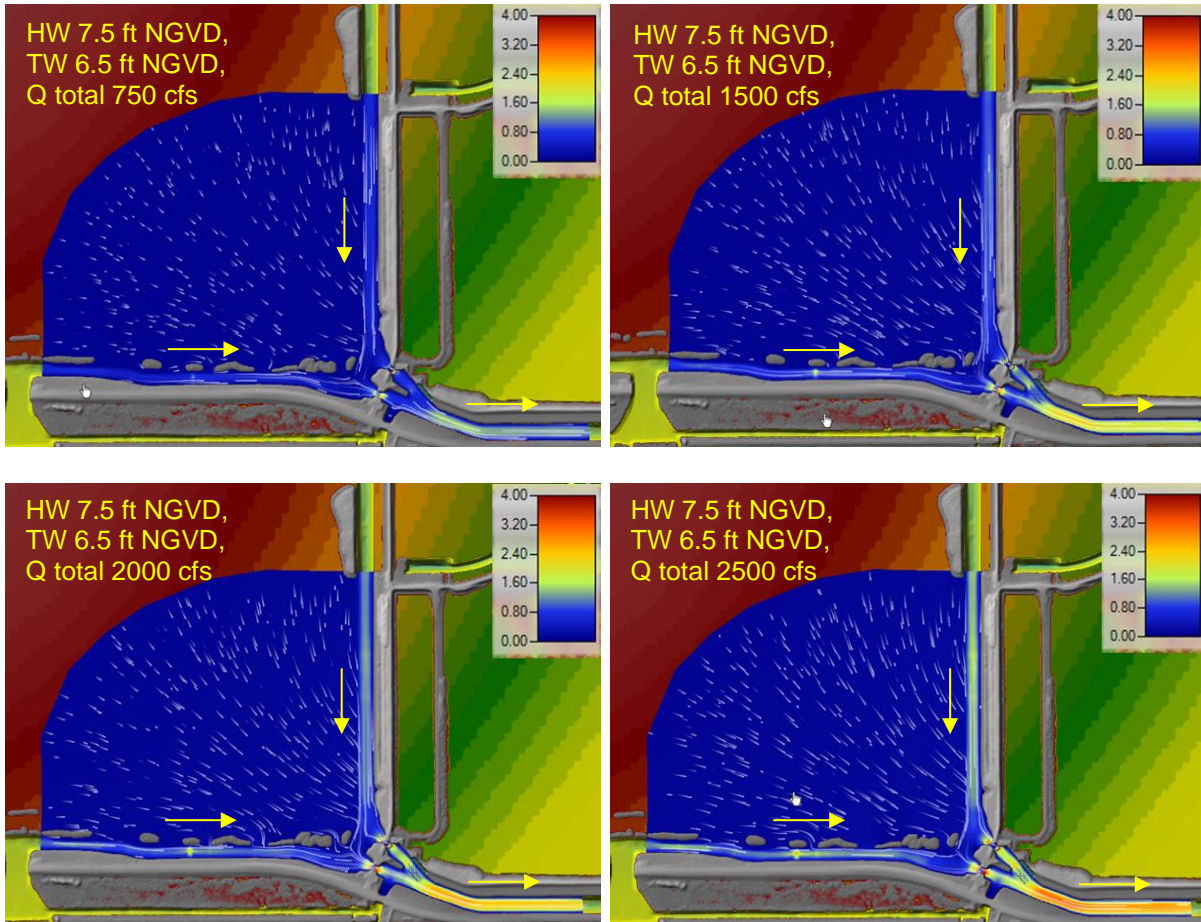 HW 7.5 ft NGVD,
TW 6.5 ft NGVD,
Q total 750 cfs
4.00
3.20
2.40
1.60
0.80
0.00
HW 7.5 ft NGVD,
TW 6.5 ft NGVD,
Q total 1500 cfs
4.00
3.20
2.40
1.60
0.80
0.00
HW 7.5 ft NGVD,
TW 6.5 ft NGVD,
Q total 2000 cfs
4.00
3.20
2.40
1.60
0.80
0.00
HW 7.5 ft NGVD,
TW 6.5 ft NGVD,
Q total 2500 cfs
4.00
3.20
2.40
1.60
0.80
0.00